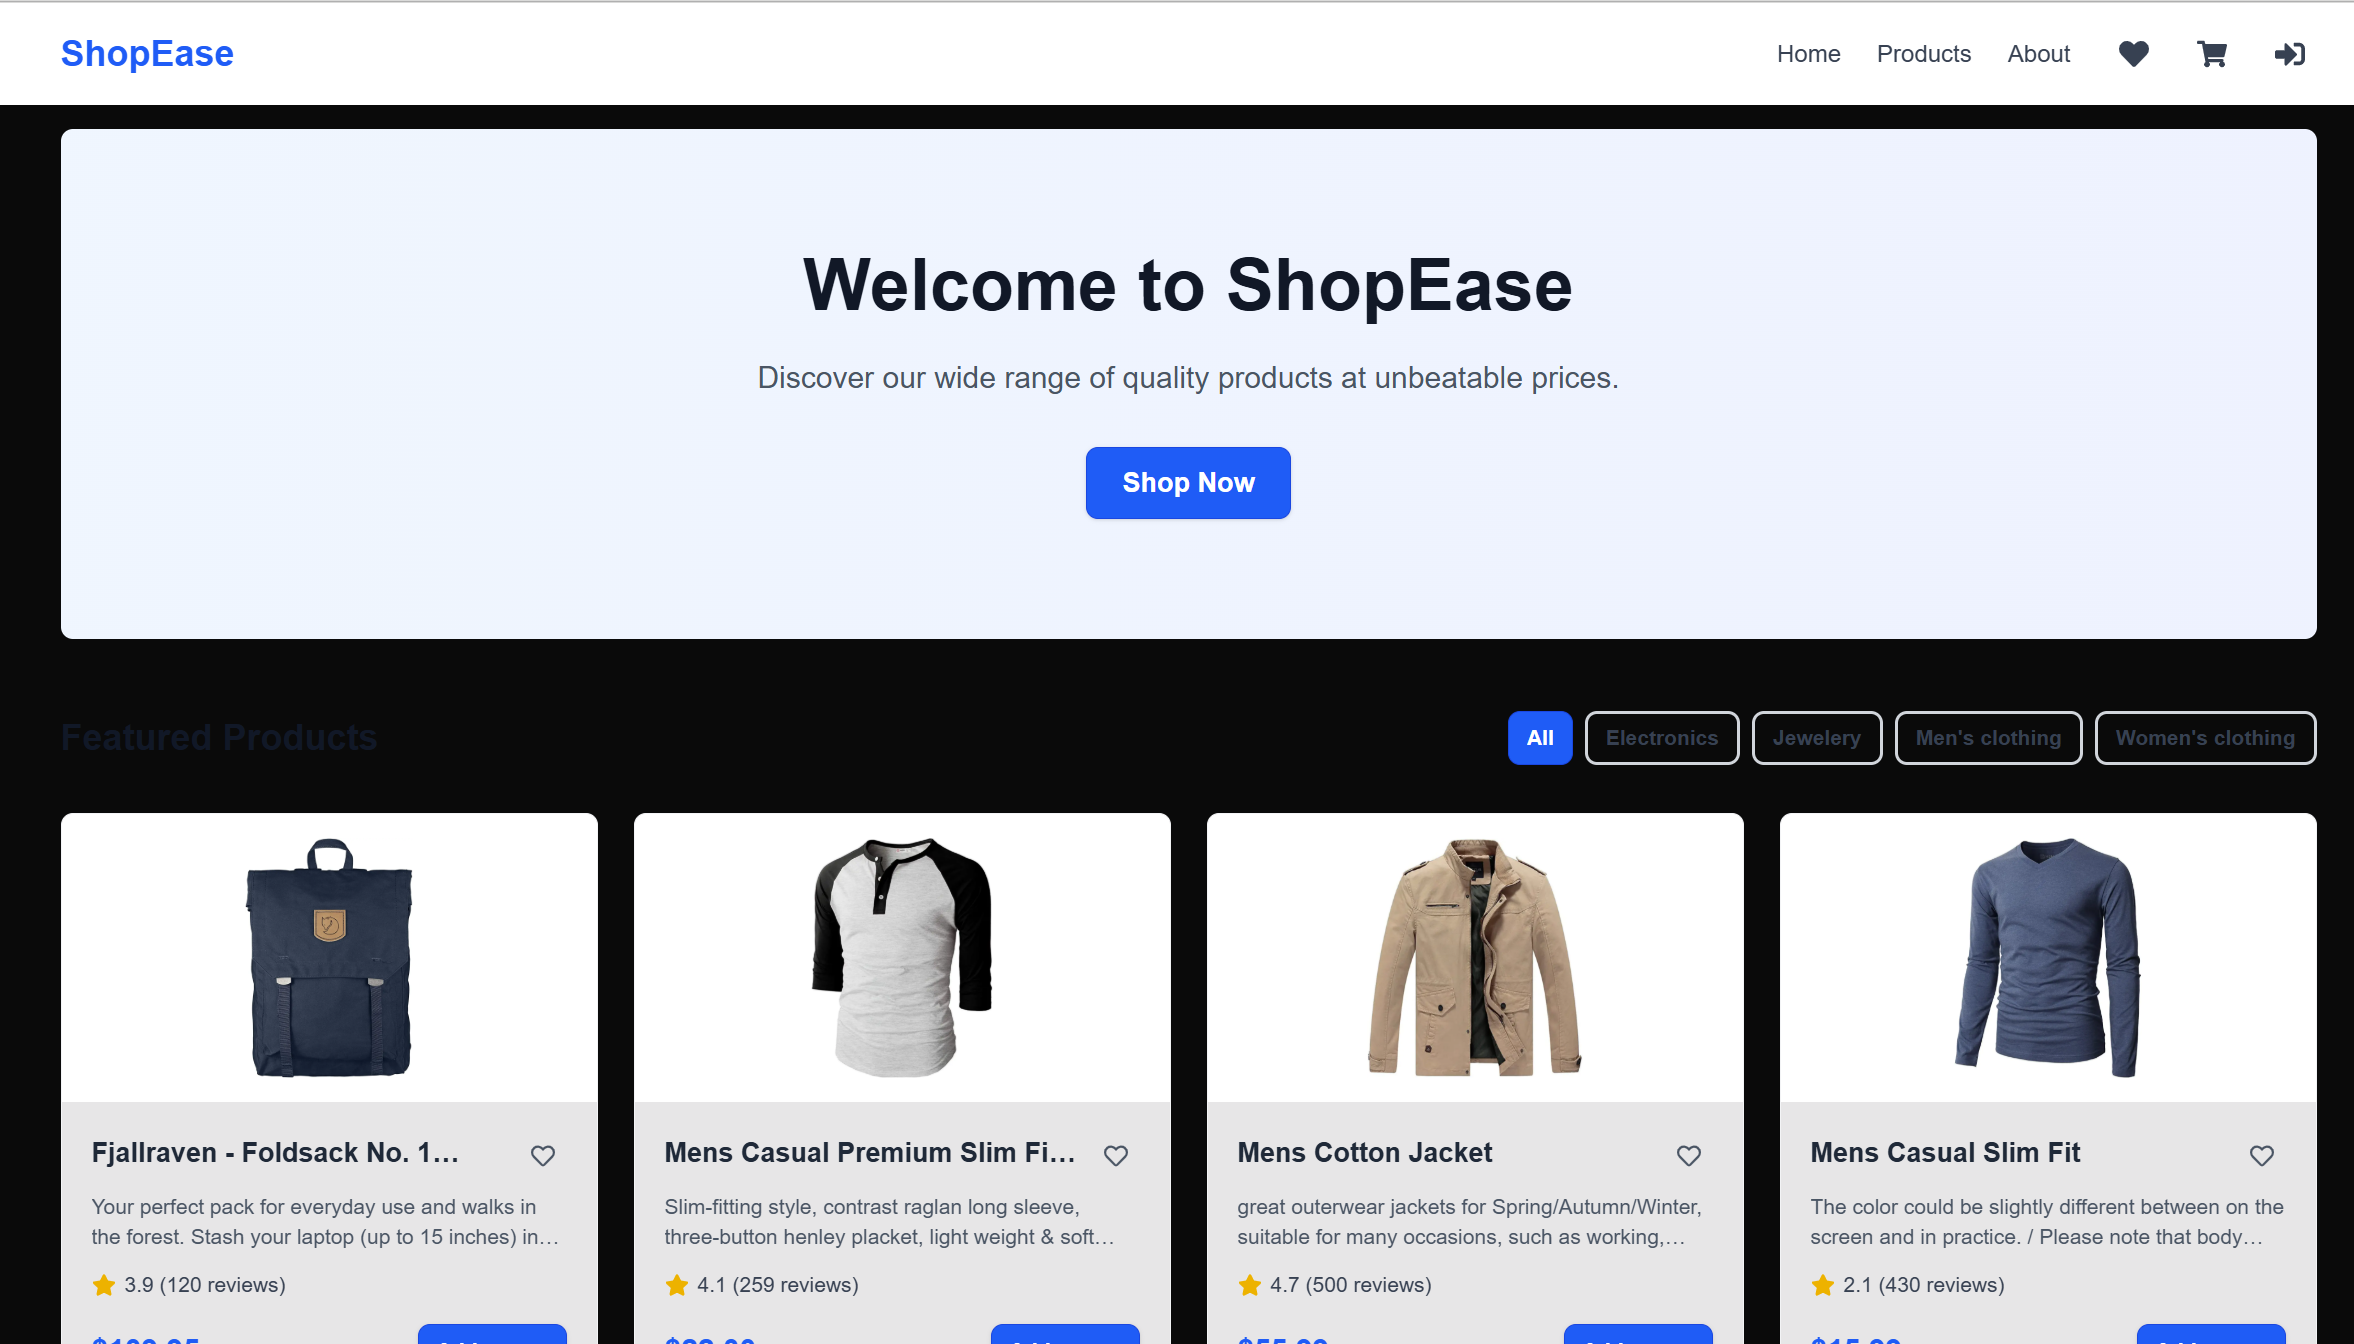 ShopEase
Home Products About
Welcome to ShopEase
Discover our wide range of quality products at unbeatable prices.
Shop Now
Featured Products
All Electronics Jewelery Men's clothing Women's clothing
Fjallraven - Foldsack No. 1…
Your perfect pack for everyday use and walks in
the forest. Stash your laptop (up to 15 inches) in…
3.9 (120 reviews)
Mens Casual Premium Slim Fi…
Slim-fitting style, contrast raglan long sleeve,
three-button henley placket, light weight & soft…
4.1 (259 reviews)
Mens Cotton Jacket
great outerwear jackets for Spring/Autumn/Winter,
suitable for many occasions, such as working,…
4.7 (500 reviews)
Mens Casual Slim Fit
The color could be slightly different between on the
screen and in practice. / Please note that body…
2.1 (430 reviews)